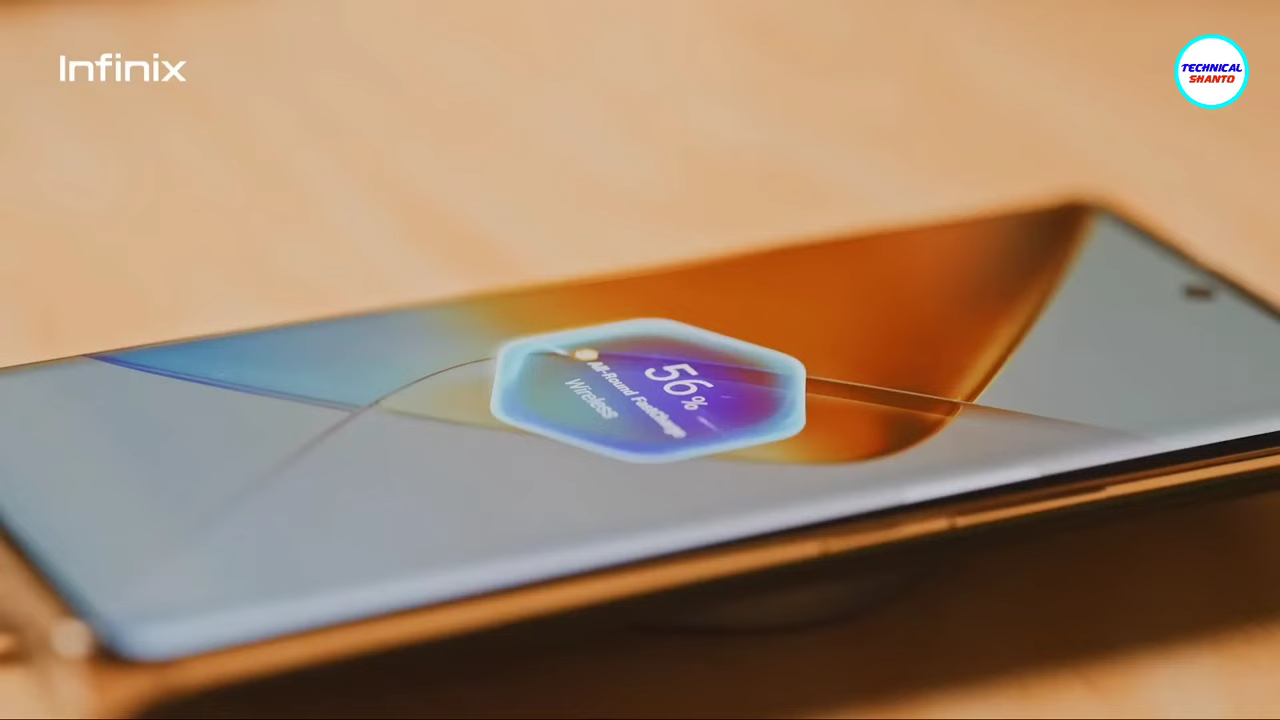 Infinix
TECHNICAL
SHANTO
56%
All-Round FastCharge
Wireless